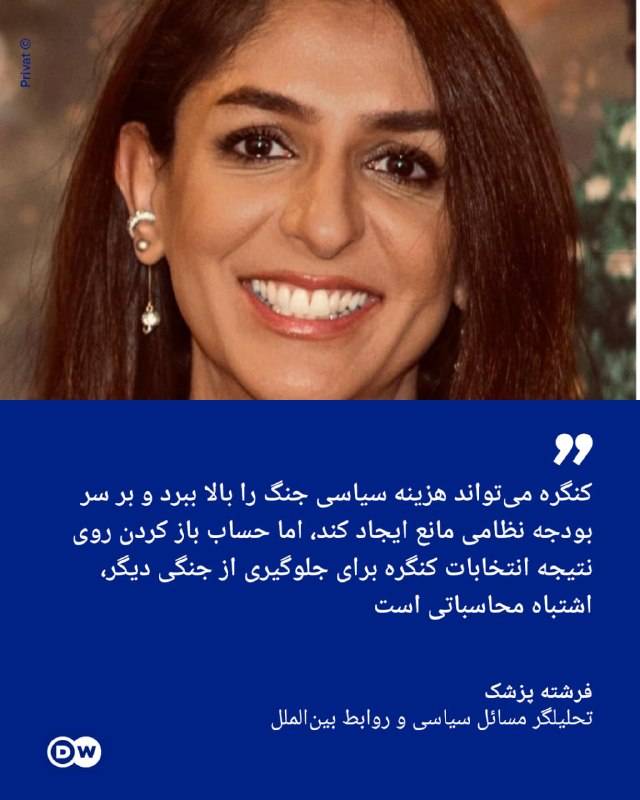 Privat ©
”
کنگره می‌تواند هزینه سیاسی جنگ را بالا ببرد و بر سر
بودجه نظامی مانع ایجاد کند، اما حساب باز کردن روی
نتیجه انتخابات کنگره برای جلوگیری از جنگی دیگر،
اشتباه محاسباتی است
فرشته پزشک
تحلیلگر مسائل سیاسی و روابط بین‌الملل
DW